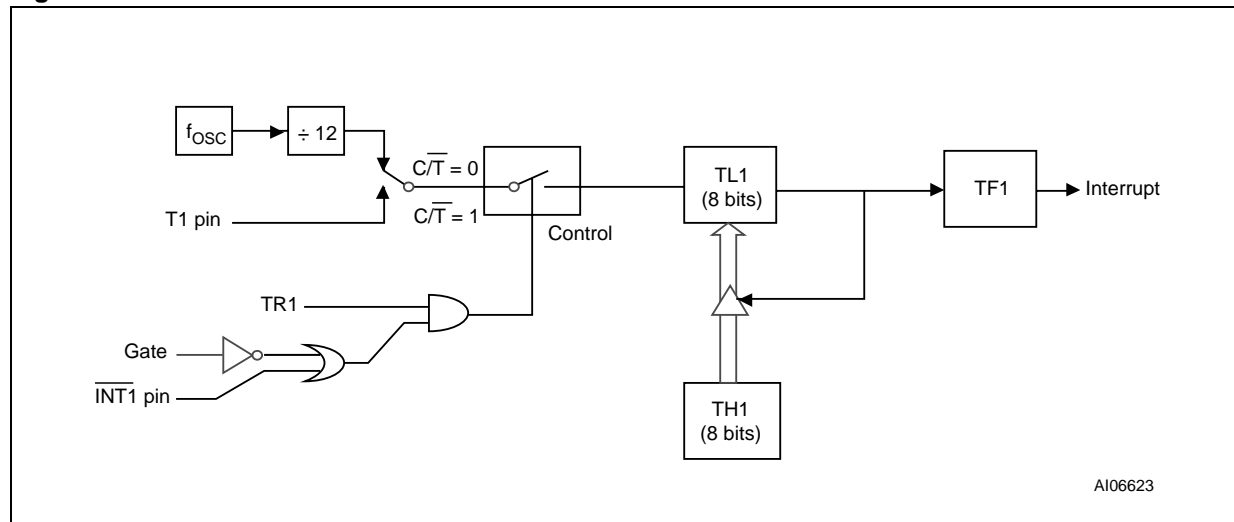 fOSC
÷ 12
C/T̅ = 0
T1 pin
C/T̅ = 1
Control
TL1
(8 bits)
TF1
Interrupt
TR1
Gate
I̅N̅T̅1̅ pin
TH1
(8 bits)
AI06623